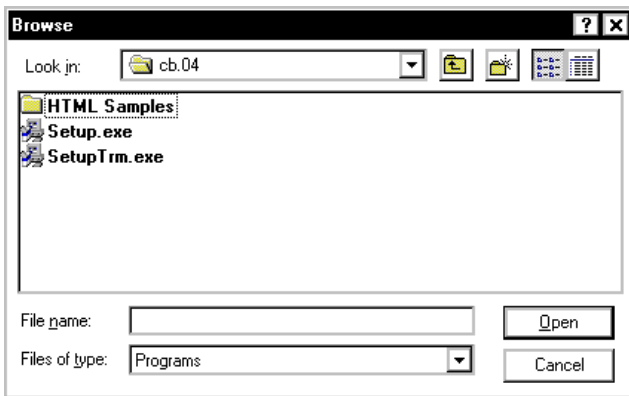 Browse
Look in: cb.04
HTML Samples
Setup.exe
SetupTrm.exe
File name: Open
Files of type: Programs Cancel